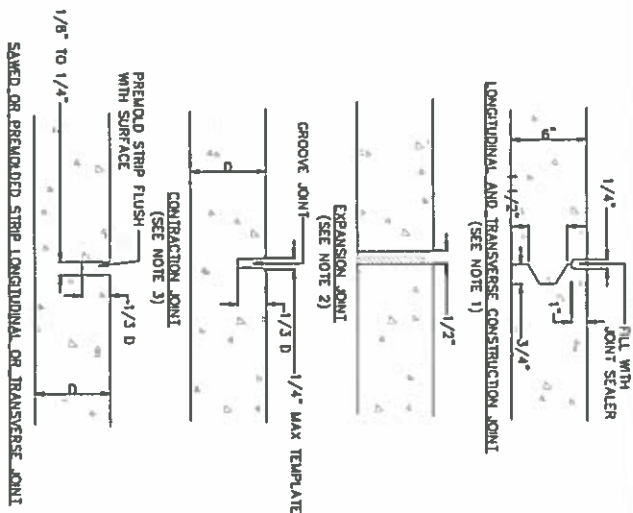 FILL WITH
JOINT SEALER
1/4"
6"
1 1/2"
1"
3/4"
LONGITUDINAL AND TRANSVERSE CONSTRUCTION JOINT
(SEE NOTE 1)
1/2"
EXPANSION JOINT
(SEE NOTE 2)
GROOVE JOINT
1/4" MAX TEMPLATE
1/3 D
D
CONTRACTION JOINT
(SEE NOTE 3)
PREMOLD STRIP FLUSH
WITH SURFACE
1/3 D
1/8" TO 1/4"
D
SAWED OR PREMOLDED STRIP LONGITUDINAL OR TRANSVERSE JOINT